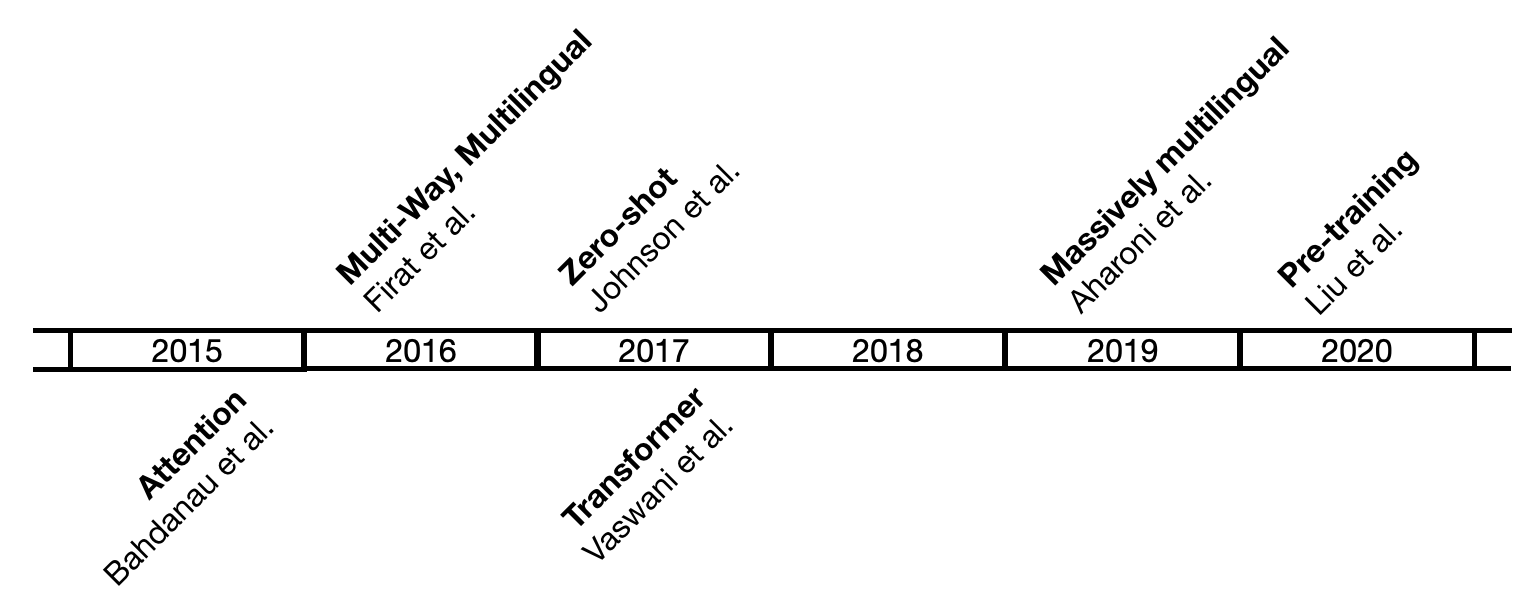 Multi-Way, Multilingual
Firat et al.
Zero-shot
Johnson et al.
Massively multilingual
Aharoni et al.
Pre-training
Liu et al.
2015
2016
2017
2018
2019
2020
Attention
Bahdanau et al.
Transformer
Vaswani et al.